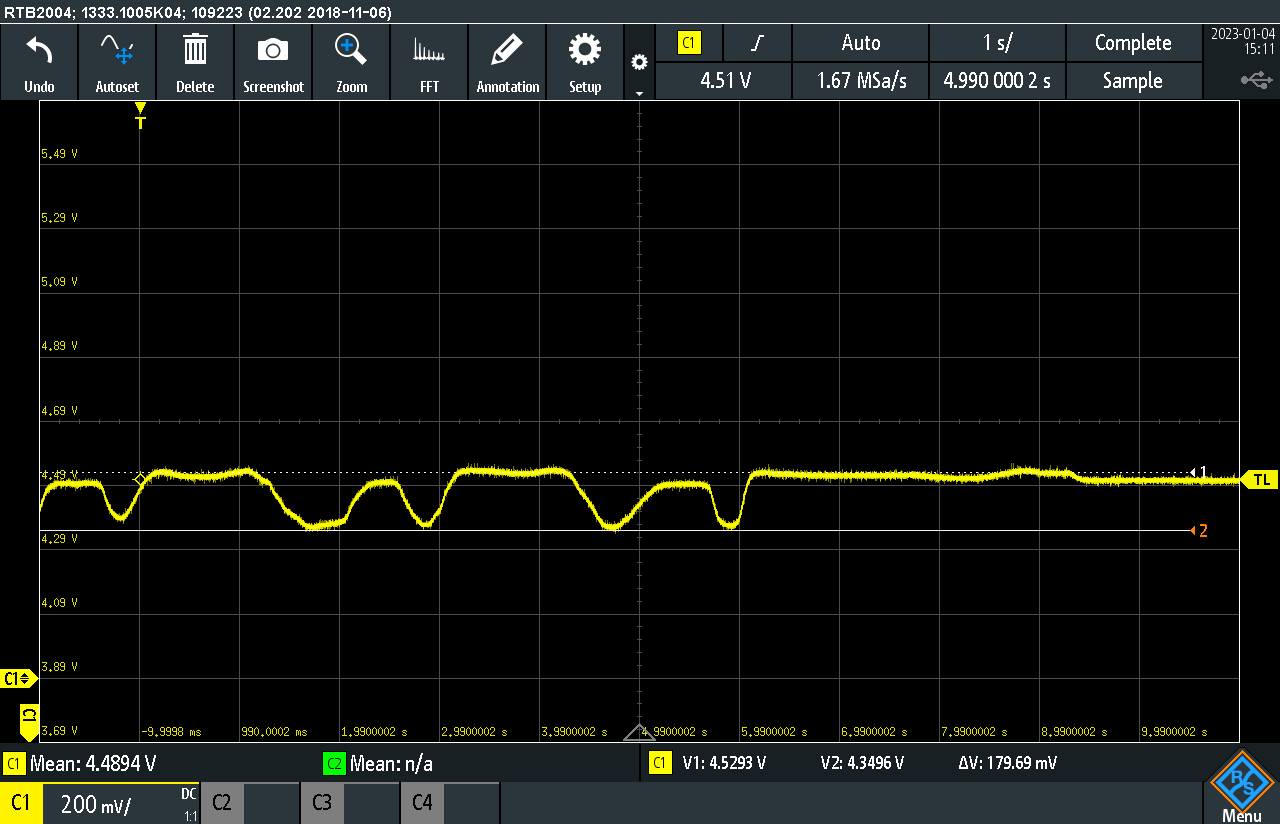 RTB2004; 1333.1005K04; 109223 (02.202 2018-11-06)
Undo
Autoset
Delete
Screenshot
Zoom
FFT
Annotation
Setup
C1
Auto
1 s/
Complete
2023-01-04
15:11
4.51 V
1.67 MSa/s
4.990 000 2 s
Sample
T
5.49 V
5.29 V
5.09 V
4.89 V
4.69 V
4.49 V
1
TL
4.29 V
2
4.09 V
3.89 V
C1
C1
3.69 V
-9.9998 ms
990.0002 ms
1.9990002 s
2.9990002 s
3.9990002 s
4.9900002 s
5.9900002 s
6.9900002 s
7.9900002 s
8.9900002 s
9.9900002 s
C1 Mean: 4.4894 V
C2 Mean: n/a
C1 V1: 4.5293 V V2: 4.3496 V ΔV: 179.69 mV
C1 200 mV/ DC 1:1
C2
C3
C4
R&S
Menu